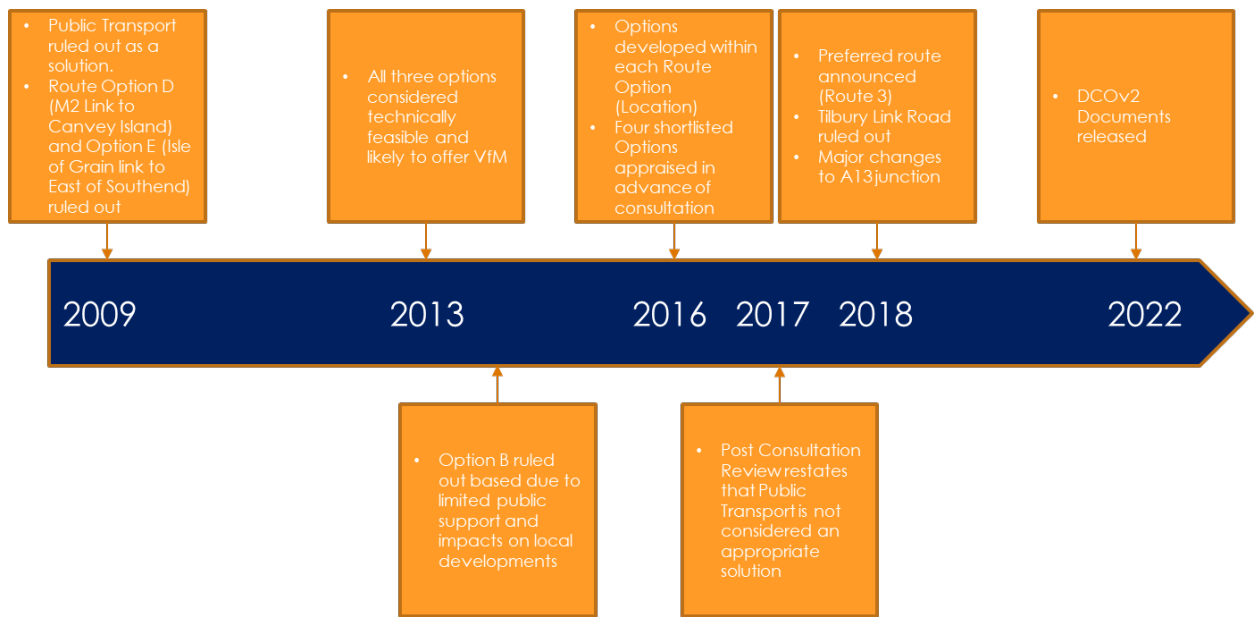 • Public Transport
ruled out as a
solution.
• Route Option D
(M2 Link to
Canvey Island)
and Option E (Isle
of Grain link to
East of Southend)
ruled out
• All three options
considered
technically
feasible and
likely to offer VfM
• Options
developed within
each Route
Option
(Location)
• Four shortlisted
Options
appraised in
advance of
consultation
• Preferred route
announced
(Route 3)
• Tilbury Link Road
ruled out
• Major changes
to A13 junction
• DCOv2
Documents
released
2009
2013
2016
2017
2018
2022
• Option B ruled
out based due to
limited public
support and
impacts on local
developments
• Post Consultation
Review restates
that Public
Transport is not
considered an
appropriate
solution